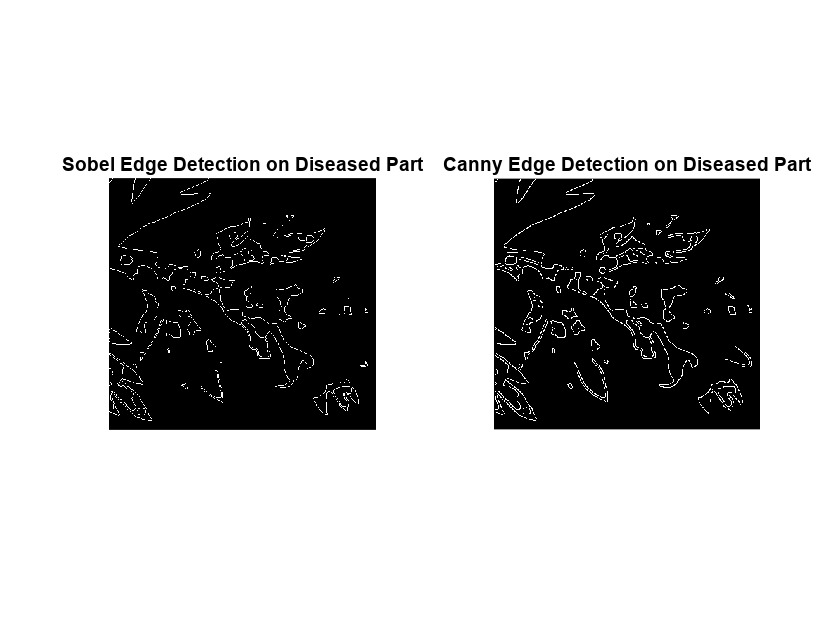 Sobel Edge Detection on Diseased Part
Canny Edge Detection on Diseased Part